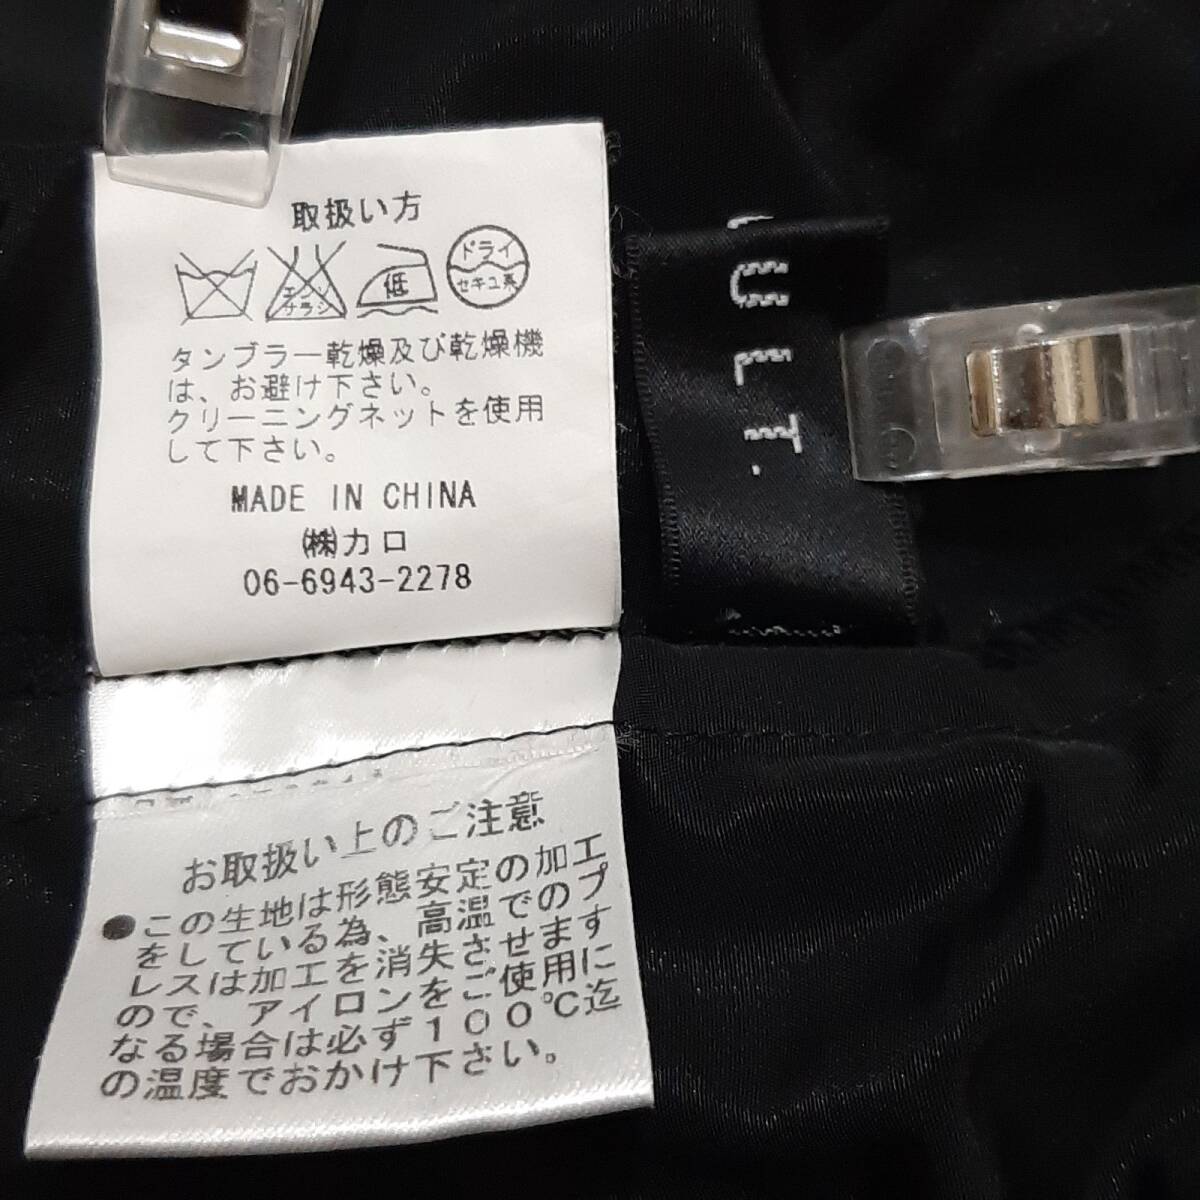 取扱い方
エンソ
サラシ
低
ドライ
セキユ系
タンブラー乾燥及び乾燥機
は、お避け下さい。
クリーニングネットを使用
して下さい。
MADE IN CHINA
㈱カロ
06-6943-2278
お取扱い上のご注意
●この生地は形態安定の加工
をしている為、高温でのプ
レスは加工を消失させます
ので、アイロンをご使用に
なる場合は必ず100℃迄
の温度でおかけ下さい。
ULT.